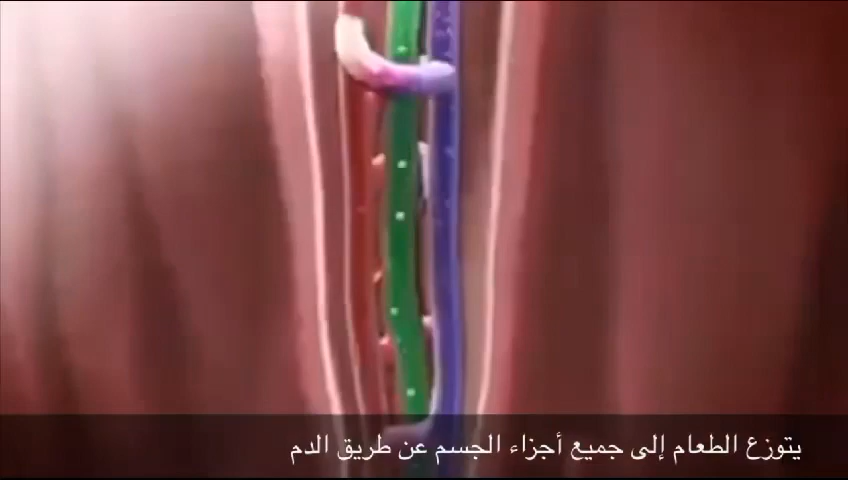 يتوزع الطعام إلى جميع أجزاء الجسم عن طريق الدم